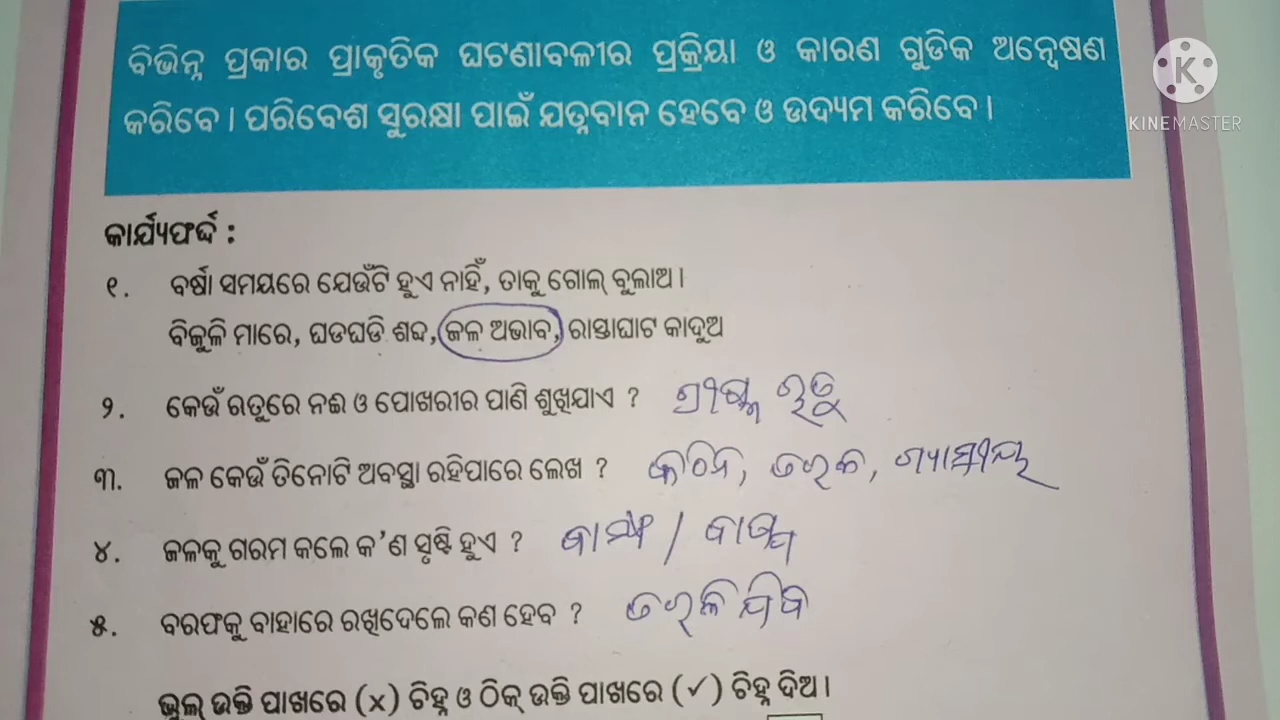 ବିଭିନ୍ନ ପ୍ରକାର ପ୍ରାକୃତିକ ଘଟଣାବଳୀର ପ୍ରକ୍ରିୟା ଓ କାରଣ ଗୁଡିକ ଅନ୍ୱେଷଣ
କରିବେ । ପରିବେଶ ସୁରକ୍ଷା ପାଇଁ ଯତ୍ନବାନ ହେବେ ଓ ଉଦ୍ୟମ କରିବେ ।
KINEMASTER
କାର୍ଯ୍ୟଫର୍ଦ୍ଦ :
୧. ବର୍ଷା ସମୟରେ ଯେଉଁଟି ହୁଏ ନାହିଁ, ତାକୁ ଗୋଲ୍ ବୁଲାଅ ।
ବିଜୁଳି ମାରେ, ଘଡଘଡି ଶବ୍ଦ, ଜଳ ଅଭାବ, ରାସ୍ତାଘାଟ କାଦୁଅ
୨. କେଉଁ ଋତୁରେ ନଈ ଓ ପୋଖରୀର ପାଣି ଶୁଖିଯାଏ ? ଗ୍ରୀଷ୍ମ ଋତୁ
୩. ଜଳ କେଉଁ ତିନୋଟି ଅବସ୍ଥା ରହିପାରେ ଲେଖ ? କଠିନ, ତରଳ, ଗ୍ୟାସୀୟ
୪. ଜଳକୁ ଗରମ କଲେ କ'ଣ ସୃଷ୍ଟି ହୁଏ ? ବାମ୍ଫ /
୫. ବରଫକୁ ବାହାରେ ରଖିଦେଲେ କଣ ହେବ ? ତରଳି ଯିବ
ଭୁଲ୍ ଉକ୍ତି ପାଖରେ (×) ଚିହ୍ନ ଓ ଠିକ୍ ଉକ୍ତି ପାଖରେ (✓) ଚିହ୍ନ ଦିଅ ।